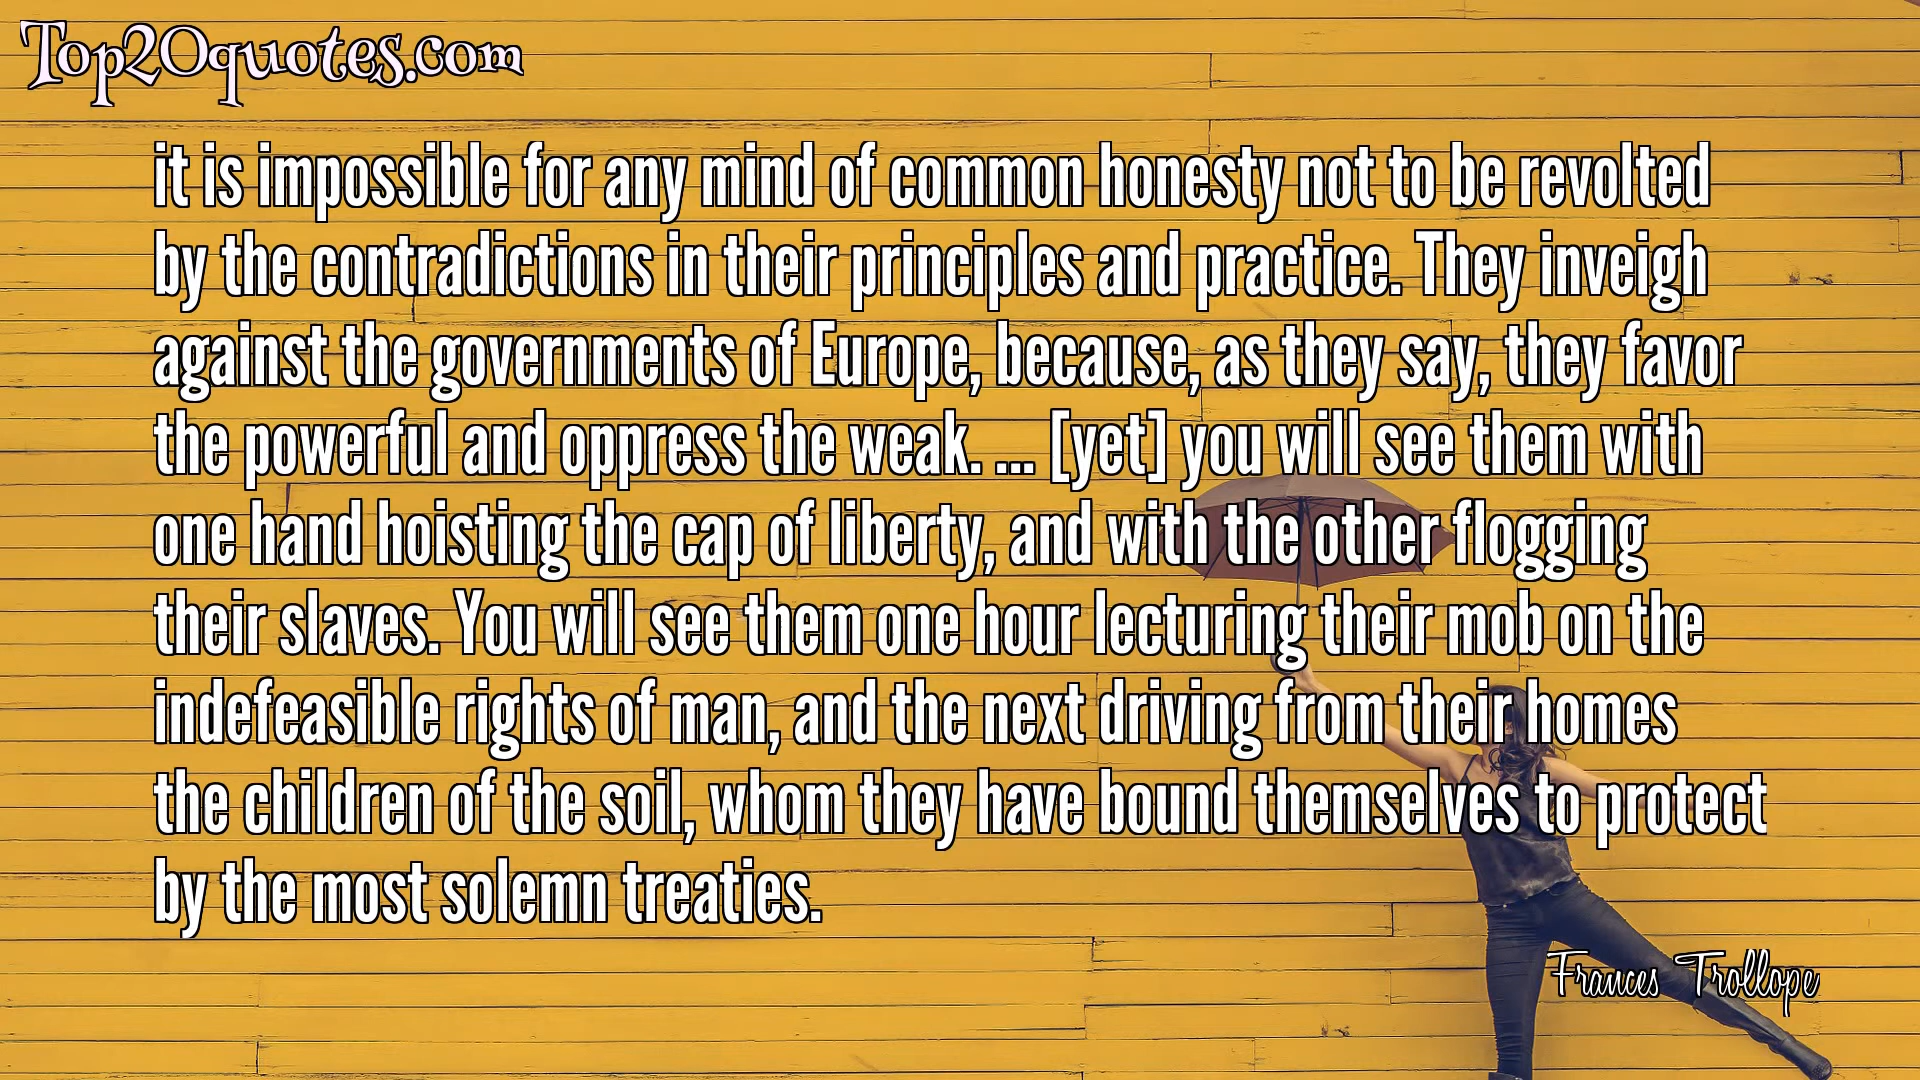 Top20quotes.com
it is impossible for any mind of common honesty not to be revolted
by the contradictions in their principles and practice. They inveigh
against the governments of Europe, because, as they say, they favor
the powerful and oppress the weak. ... [yet] you will see them with
one hand hoisting the cap of liberty, and with the other flogging
their slaves. You will see them one hour lecturing their mob on the
indefeasible rights of man, and the next driving from their homes
the children of the soil, whom they have bound themselves to protect
by the most solemn treaties.
Frances Trollope